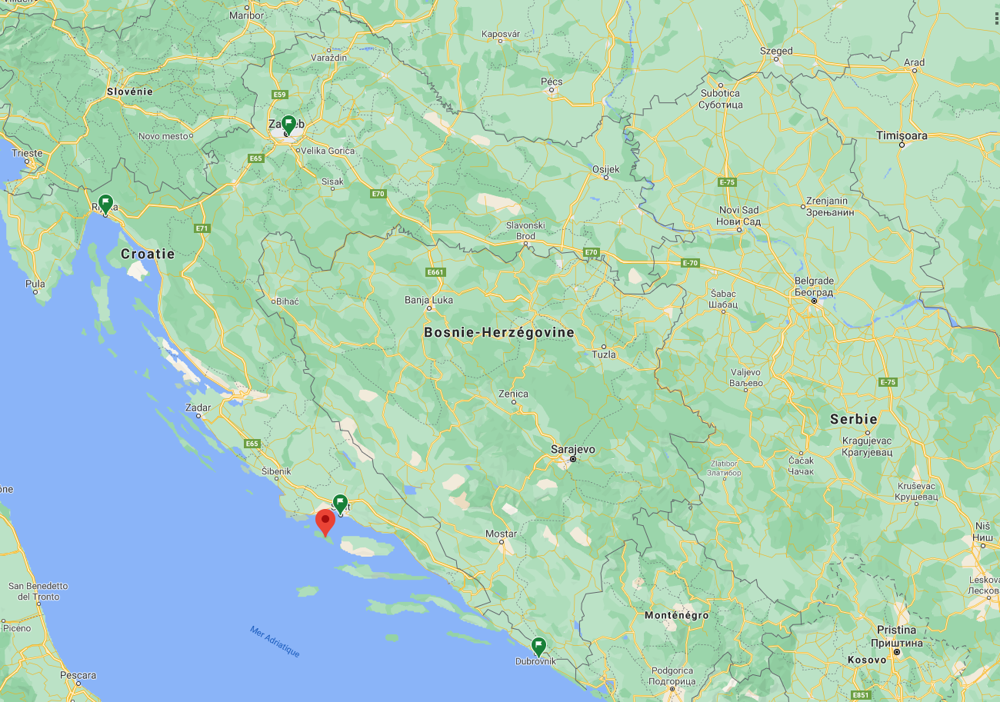 Maribor
Kaposvár
Varaždin
Szeged
Arad
Pécs
Slovénie
E59
Subotica
Суботица
Novo mesto
Velika Gorica
Timișoara
Trieste
E65
Sisak
Osijek
E70
E-75
Zrenjanin
Зрењанин
Novi Sad
Нови Сад
E71
Slavonski
Brod
Croatie
E70
E-70
E661
Pula
Belgrade
Београд
Banja Luka
Bihać
Šabac
Шабац
Bosnie-Herzégovine
Tuzla
Valjevo
Ваљево
E-75
Zenica
Zadar
Serbie
Sarajevo
E65
Kragujevac
Крагујевац
Čačak
Чачак
Zlatibor
Златибор
Šibenik
Kruševac
Крушевац
Mostar
Niš
Ниш
San Benedetto
del Tronto
Monténégro
Piceno
Mer Adriatique
Pristina
Приштина
Dubrovnik
Kosovo
Pescara
Podgorica
Подгорица
E851